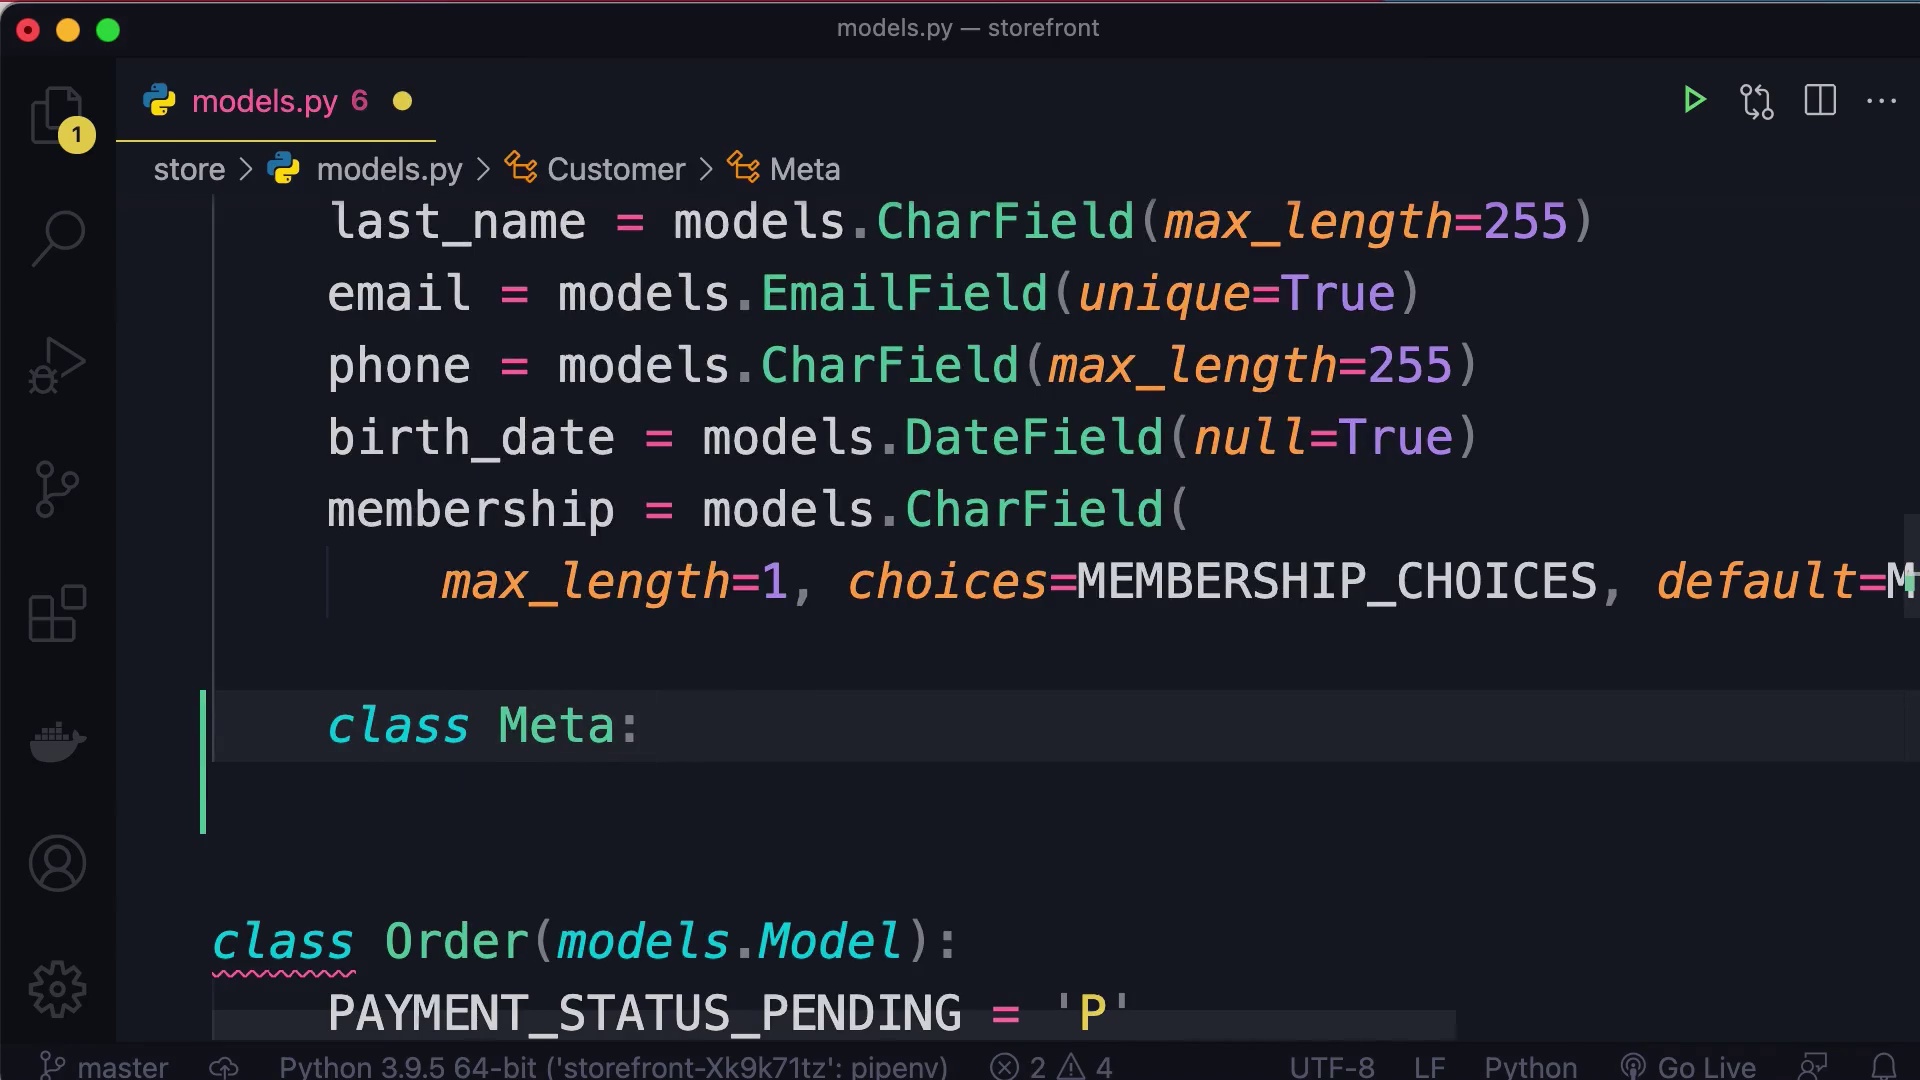 models.py — storefront
models.py 6
1
store > models.py > Customer > Meta
last_name = models.CharField(max_length=255)
email = models.EmailField(unique=True)
phone = models.CharField(max_length=255)
birth_date = models.DateField(null=True)
membership = models.CharField(
max_length=1, choices=MEMBERSHIP_CHOICES, default=M
class Meta:
class Order(models.Model):
PAYMENT_STATUS_PENDING = 'P'
master Python 3.9.5 64-bit ('storefront-Xk9k71tz': pipenv) 2 4 UTF-8 LF Python Go Live